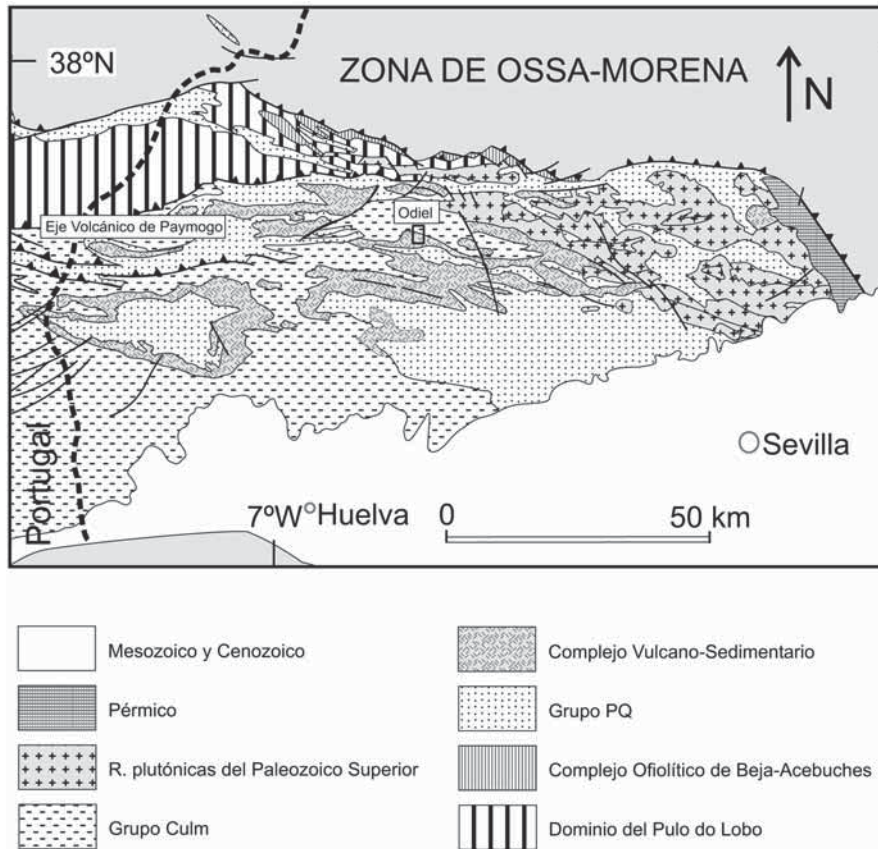 38ºN
ZONA DE OSSA-MORENA
N
Odiel
Eje Volcánico de Paymogo
Portugal
Sevilla
7ºW
Huelva
0
50 km
Mesozoico y Cenozoico
Complejo Vulcano-Sedimentario
Pérmico
Grupo PQ
R. plutónicas del Paleozoico Superior
Complejo Ofiolítico de Beja-Acebuches
Grupo Culm
Dominio del Pulo do Lobo